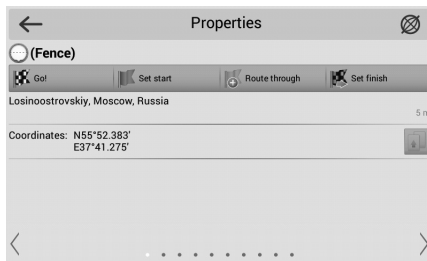 Properties
(Fence)
Go! Set start Route through Set finish
Losinoostrovskiy, Moscow, Russia
5 m
Coordinates: N55°52.383'
E37°41.275'